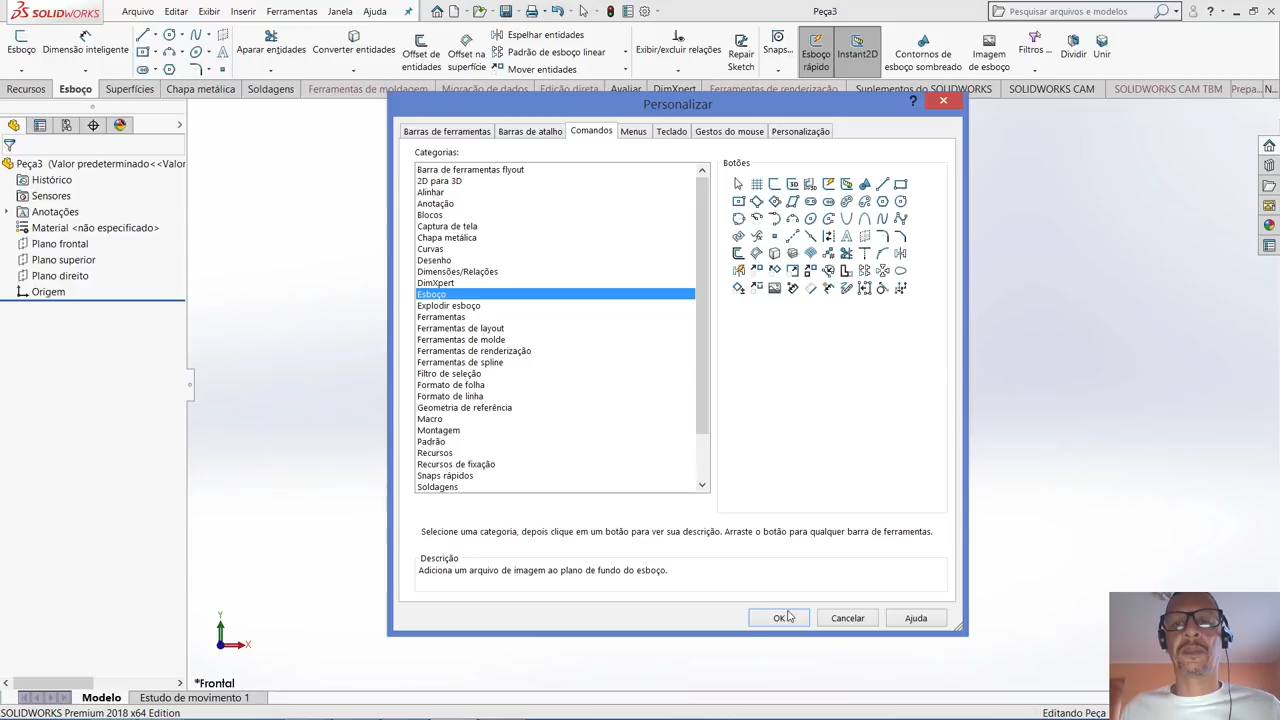 SOLIDWORKS
Arquivo Editar Exibir Inserir Ferramentas Janela Ajuda
Peça3
Pesquisar arquivos e modelos
Esboço
Dimensão inteligente
Aparar entidades
Converter entidades
Offset de entidades
Offset na superfície
Espelhar entidades
Padrão de esboço linear
Mover entidades
Exibir/excluir relações
Repair Sketch
Snaps...
Esboço rápido
Instant2D
Contornos de esboço sombreado
Imagem de esboço
Filtros ...
Dividir
Unir
Recursos Esboço Superfícies Chapa metálica Soldagens Ferramentas de moldagem Migração de dados Edição direta Avaliar DimXpert Ferramentas de renderização Suplementos do SOLIDWORKS SOLIDWORKS CAM SOLIDWORKS CAM TBM Prepa... N...
Peça3 (Valor predeterminado<<Valor
Histórico
Sensores
Anotações
Material <não especificado>
Plano frontal
Plano superior
Plano direito
Origem
Personalizar
Barras de ferramentas Barras de atalho Comandos Menus Teclado Gestos do mouse Personalização
Categorias:
Barra de ferramentas flyout
2D para 3D
Alinhar
Anotação
Blocos
Captura de tela
Chapa metálica
Curvas
Desenho
Dimensões/Relações
DimXpert
Esboço
Explodir esboço
Ferramentas
Ferramentas de layout
Ferramentas de molde
Ferramentas de renderização
Ferramentas de spline
Filtro de seleção
Formato de folha
Formato de linha
Geometria de referência
Macro
Montagem
Padrão
Recursos
Recursos de fixação
Snaps rápidos
Soldagens
Botões
Selecione uma categoria, depois clique em um botão para ver sua descrição. Arraste o botão para qualquer barra de ferramentas.
Descrição
Adiciona um arquivo de imagem ao plano de fundo do esboço.
OK Cancelar Ajuda
Y
X
*Frontal
Modelo Estudo de movimento 1
SOLIDWORKS Premium 2018 x64 Edition
Editando Peça